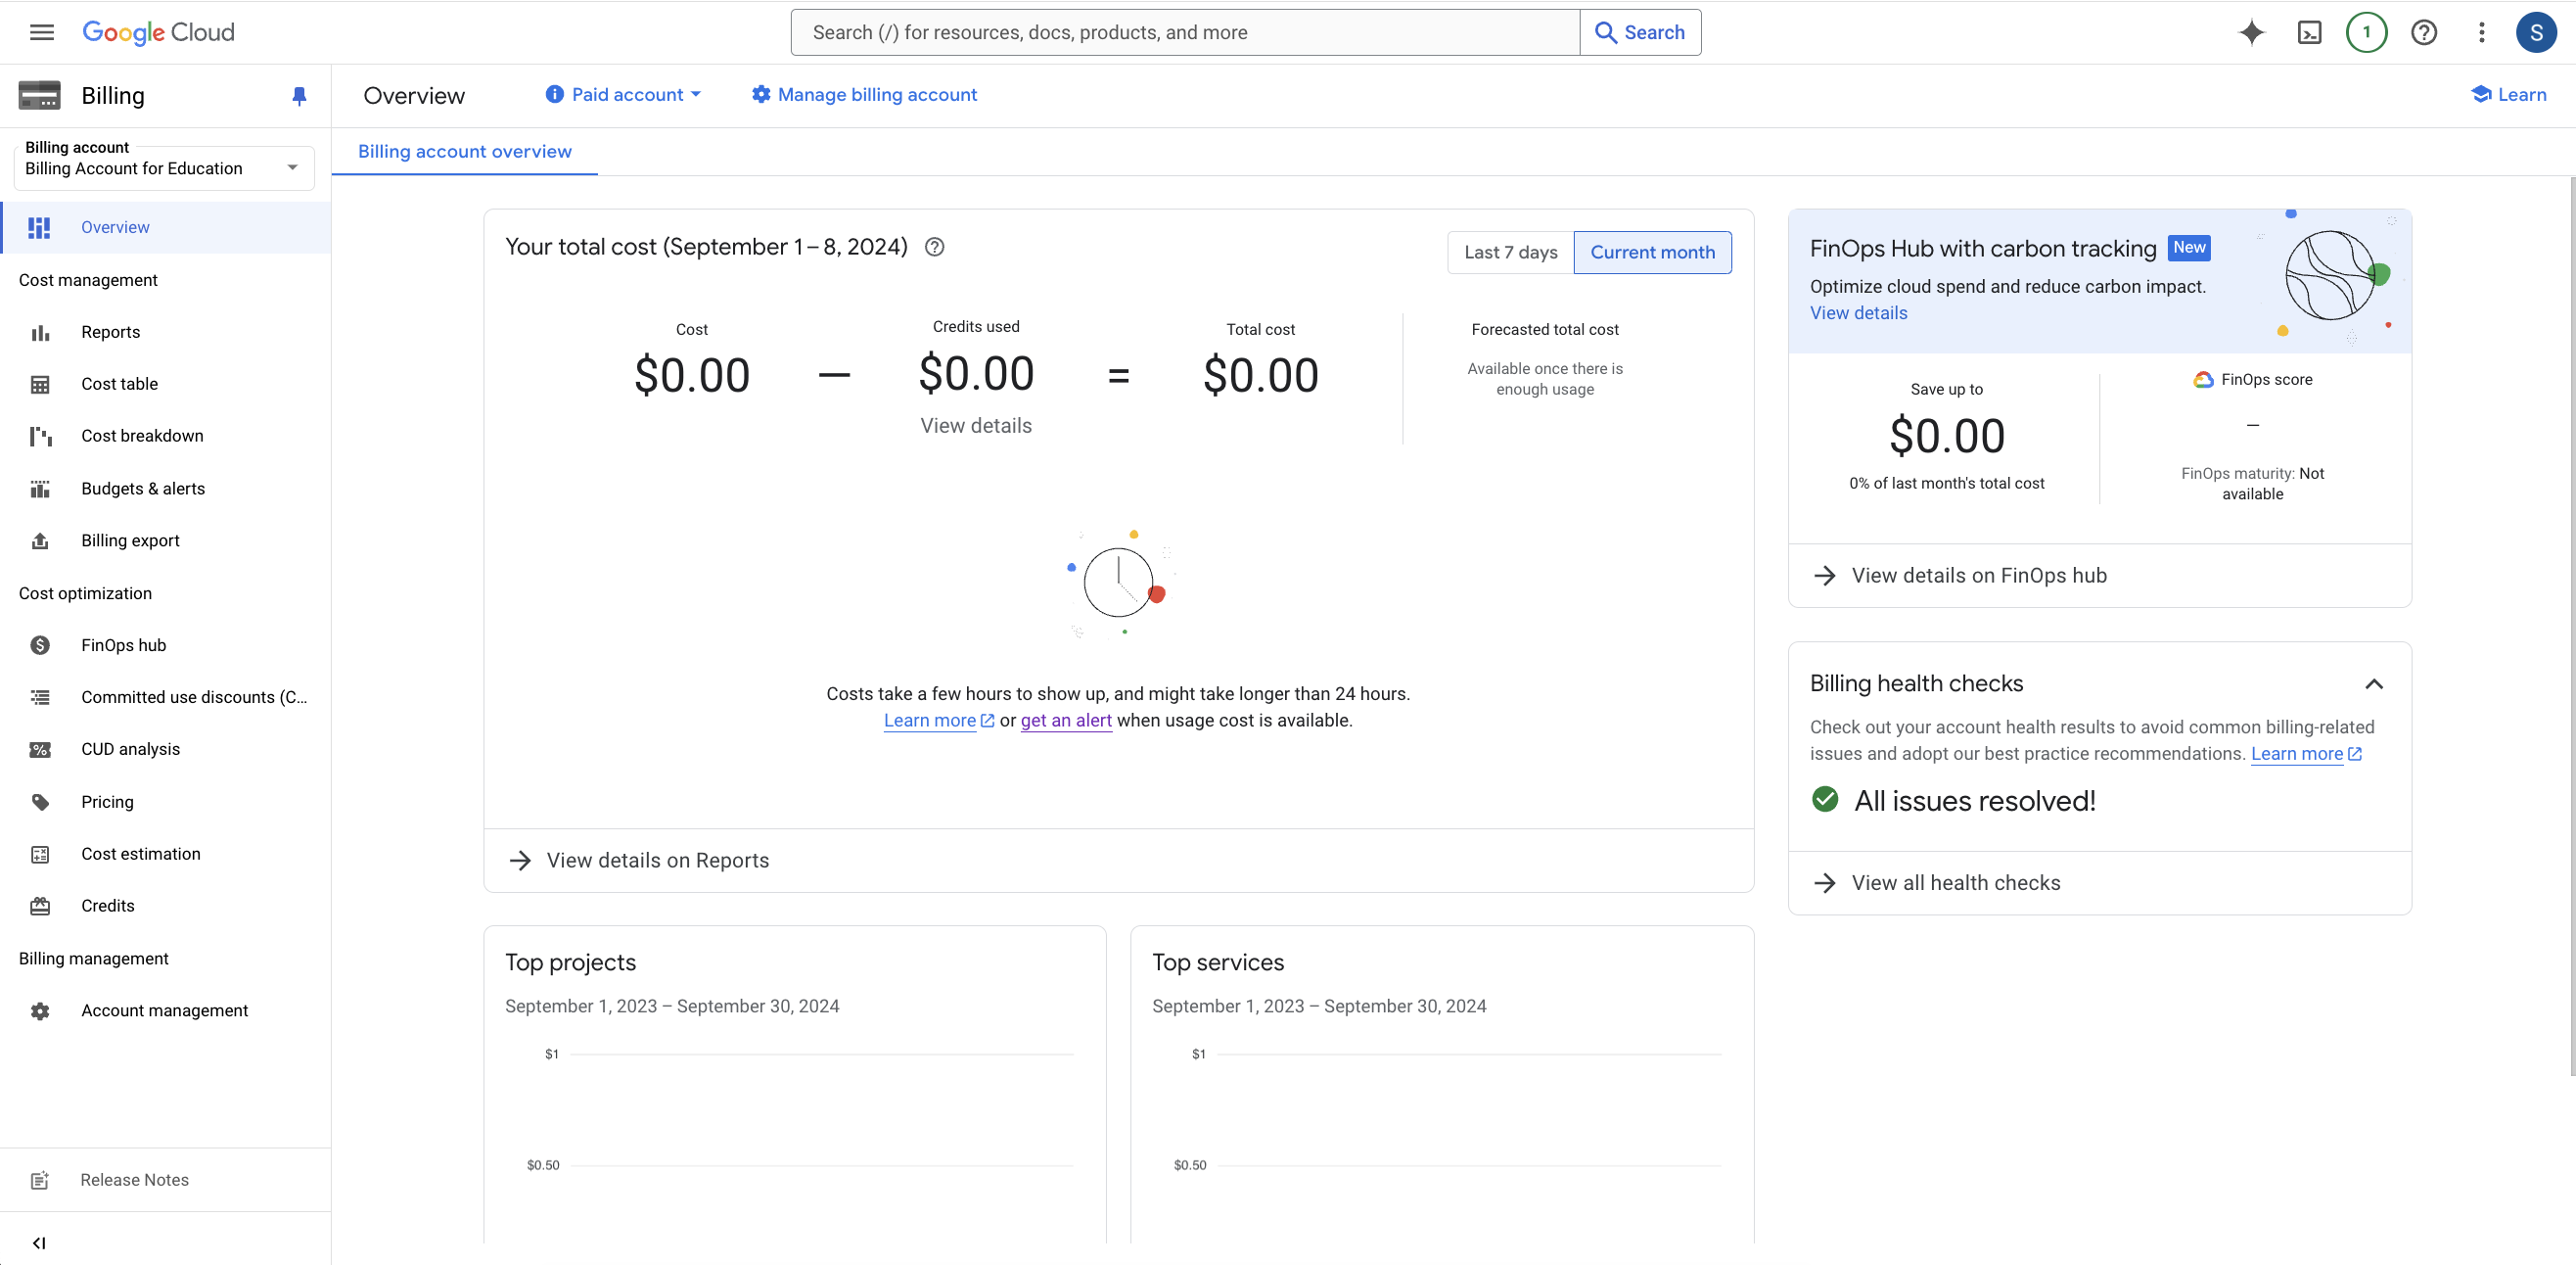 Google Cloud
Search (/) for resources, docs, products, and more
Search
1
S
Billing
Overview
Paid account
Manage billing account
Learn
Billing account
Billing Account for Education
Billing account overview
Overview
Cost management
Reports
Cost table
Cost breakdown
Budgets & alerts
Billing export
Cost optimization
FinOps hub
Committed use discounts (C...
CUD analysis
Pricing
Cost estimation
Credits
Billing management
Account management
Release Notes
Your total cost (September 1 – 8, 2024)
Last 7 days
Current month
Cost
$0.00
—
Credits used
$0.00
View details
=
Total cost
$0.00
Forecasted total cost
Available once there is
enough usage
Costs take a few hours to show up, and might take longer than 24 hours.
Learn more or get an alert when usage cost is available.
View details on Reports
Top projects
September 1, 2023 – September 30, 2024
$1
$0.50
Top services
September 1, 2023 – September 30, 2024
$1
$0.50
FinOps Hub with carbon tracking New
Optimize cloud spend and reduce carbon impact.
View details
Save up to
$0.00
0% of last month's total cost
FinOps score
–
FinOps maturity: Not
available
View details on FinOps hub
Billing health checks
Check out your account health results to avoid common billing-related
issues and adopt our best practice recommendations. Learn more
All issues resolved!
View all health checks